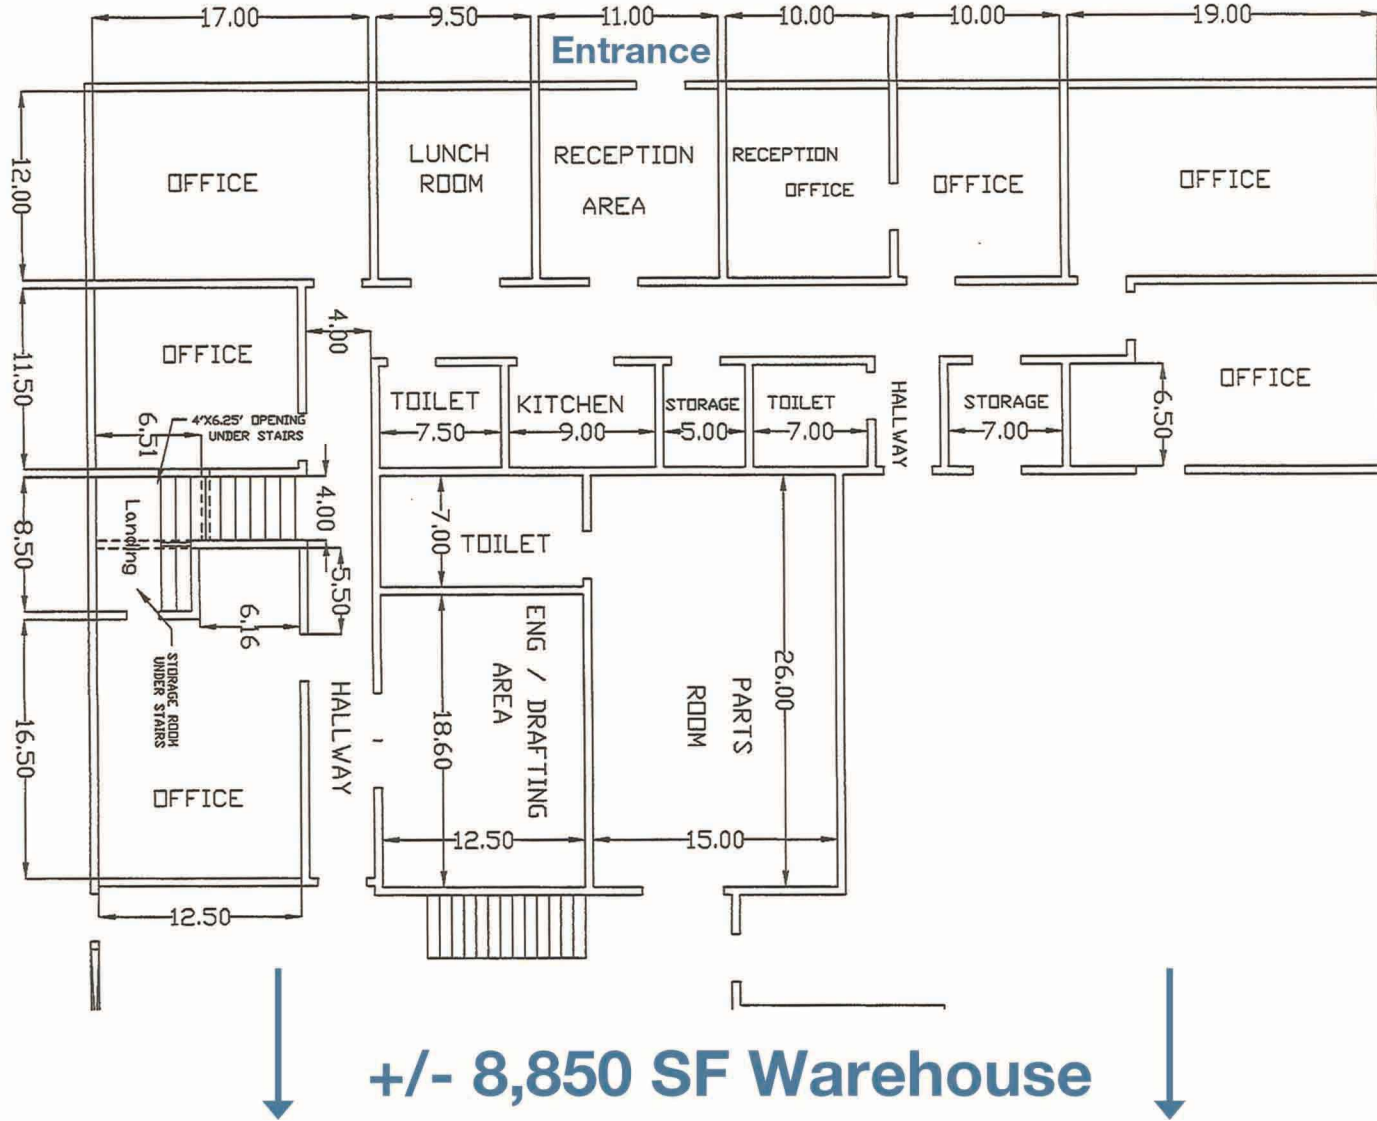 17.00
9.50
11.00
10.00
10.00
19.00
Entrance
12.00
OFFICE
LUNCH
ROOM
RECEPTION
AREA
RECEPTION
OFFICE
OFFICE
OFFICE
11.50
OFFICE
4.00
TOILET
7.50
KITCHEN
9.00
STORAGE
5.00
TOILET
7.00
HALLWAY
STORAGE
7.00
6.50
OFFICE
6.51
4'X6.25' OPENING
UNDER STAIRS
8.50
Landing
4.00
5.50
6.16
7.00
TOILET
STORAGE ROOM
UNDER STAIRS
16.50
OFFICE
12.50
HALLWAY
ENG / DRAFTING
AREA
18.60
12.50
PARTS
ROOM
26.00
15.00
+/- 8,850 SF Warehouse